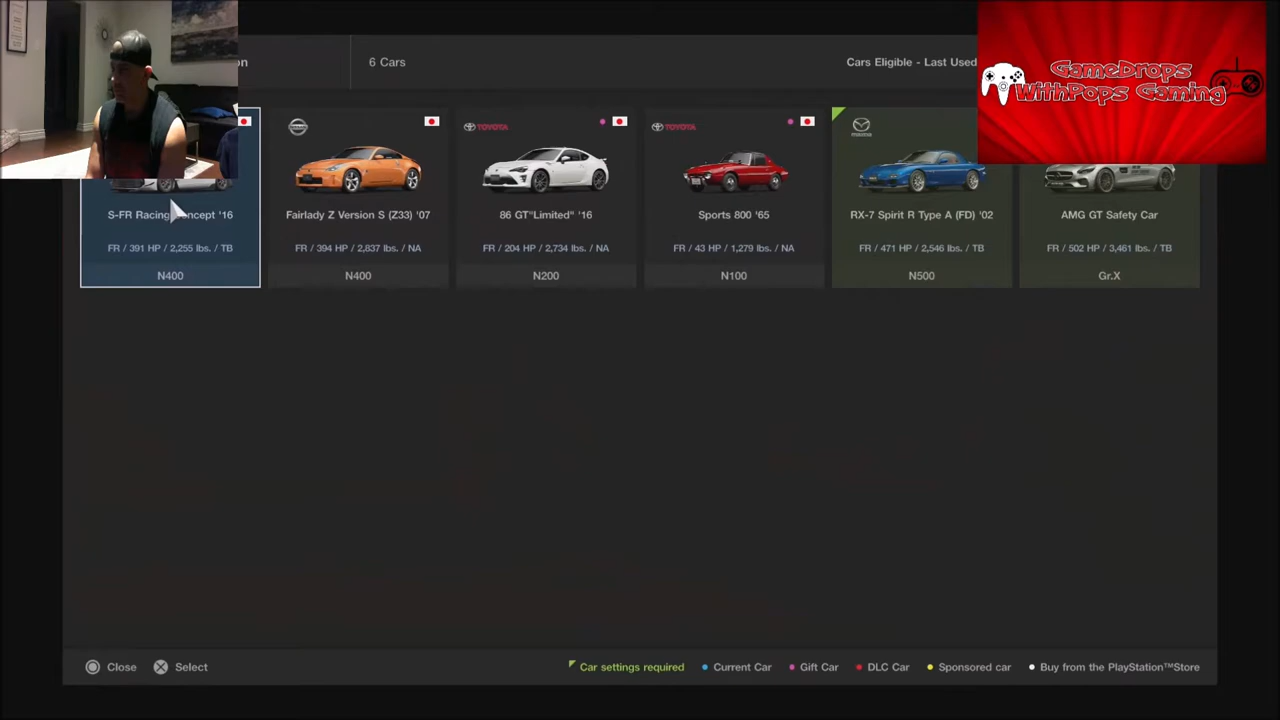 on
6 Cars
Cars Eligible - Last Used
GameDrops
WithPops Gaming
TOYOTA
TOYOTA
mazda
S-FR Racing Concept '16
Fairlady Z Version S (Z33) '07
86 GT"Limited" '16
Sports 800 '65
RX-7 Spirit R Type A (FD) '02
AMG GT Safety Car
FR / 391 HP / 2,255 lbs. / TB
FR / 394 HP / 2,837 lbs. / NA
FR / 204 HP / 2,734 lbs. / NA
FR / 43 HP / 1,279 lbs. / NA
FR / 471 HP / 2,546 lbs. / TB
FR / 502 HP / 3,461 lbs. / TB
N400
N400
N200
N100
N500
Gr.X
Close
Select
Car settings required
Current Car
Gift Car
DLC Car
Sponsored car
Buy from the PlayStation™Store